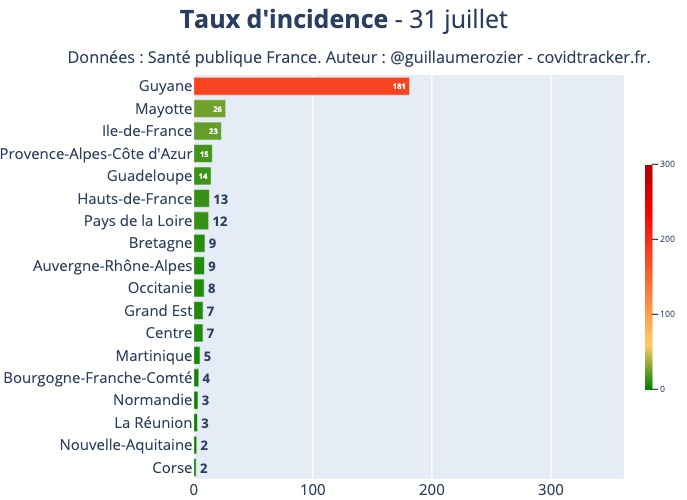 Taux d'incidence - 31 juillet
Données : Santé publique France. Auteur : @guillaumerozier - covidtracker.fr.
Guyane 181
Mayotte 26
Ile-de-France 23
Provence-Alpes-Côte d'Azur 15
Guadeloupe 14
Hauts-de-France 13
Pays de la Loire 12
Bretagne 9
Auvergne-Rhône-Alpes 9
Occitanie 8
Grand Est 7
Centre 7
Martinique 5
Bourgogne-Franche-Comté 4
Normandie 3
La Réunion 3
Nouvelle-Aquitaine 2
Corse 2
0 100 200 300
300
200
100
0